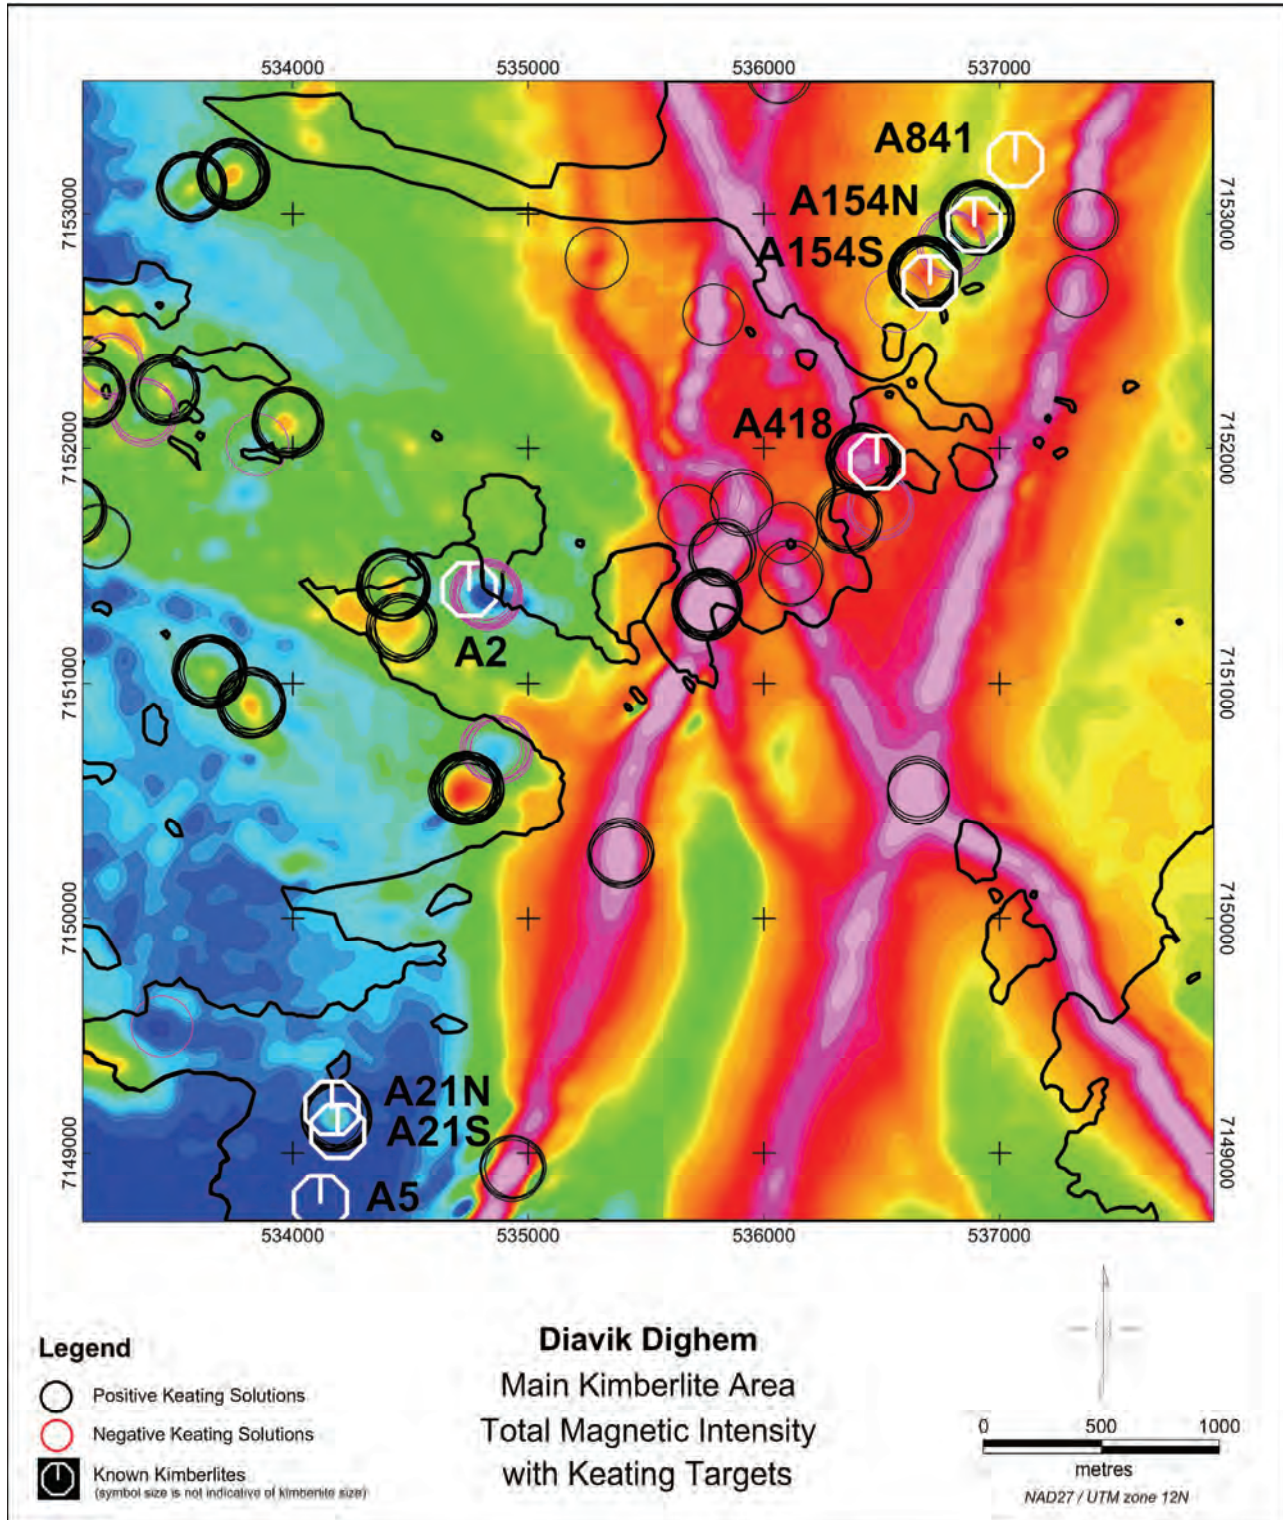 534000 535000 536000 537000
A841
7153000 A154N 7153000
A154S
7152000 A418 7152000
A2
7151000 7151000
7150000 7150000
A21N
7149000 A21S 7149000
A5
534000 535000 536000 537000
Legend
Positive Keating Solutions
Negative Keating Solutions
Known Kimberlites
(symbol size is not indicative of kimberlite size)
Diavik Dighem
Main Kimberlite Area
Total Magnetic Intensity
with Keating Targets
0 500 1000
metres
NAD27 / UTM zone 12N